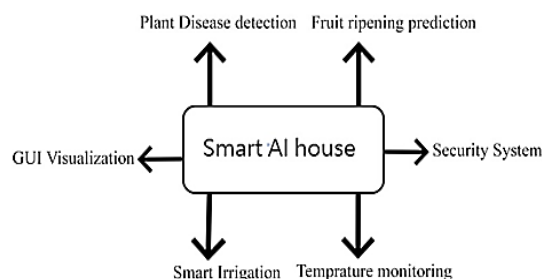 Plant Disease detection
Fruit ripening prediction
Smart AI house
GUI Visualization
Security System
Smart Irrigation
Temprature monitoring